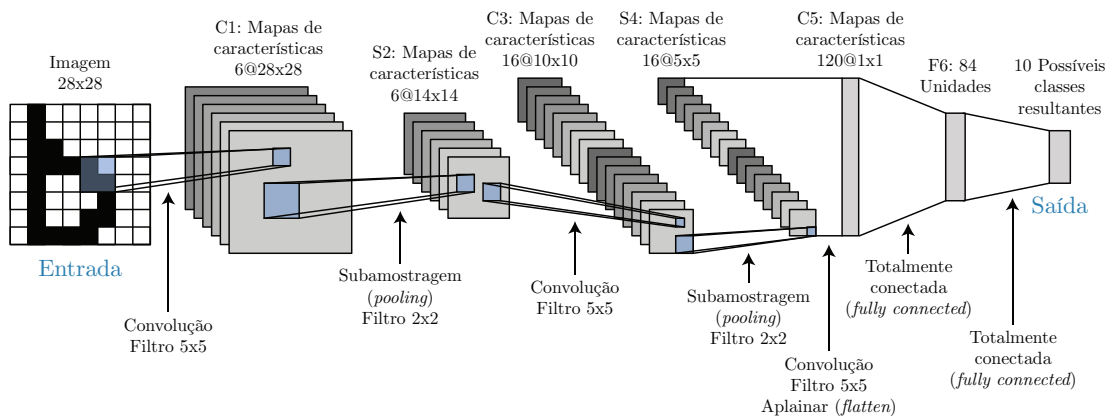 Imagem
28x28
Entrada
Convolução
Filtro 5x5
C1: Mapas de
características
6@28x28
Subamostragem
(pooling)
Filtro 2x2
S2: Mapas de
características
6@14x14
Convolução
Filtro 5x5
C3: Mapas de
características
16@10x10
Subamostragem
(pooling)
Filtro 2x2
S4: Mapas de
características
16@5x5
Convolução
Filtro 5x5
Aplainar (flatten)
C5: Mapas de
características
120@1x1
Totalmente
conectada
(fully connected)
F6: 84
Unidades
Totalmente
conectada
(fully connected)
10 Possíveis
classes
resultantes
Saída